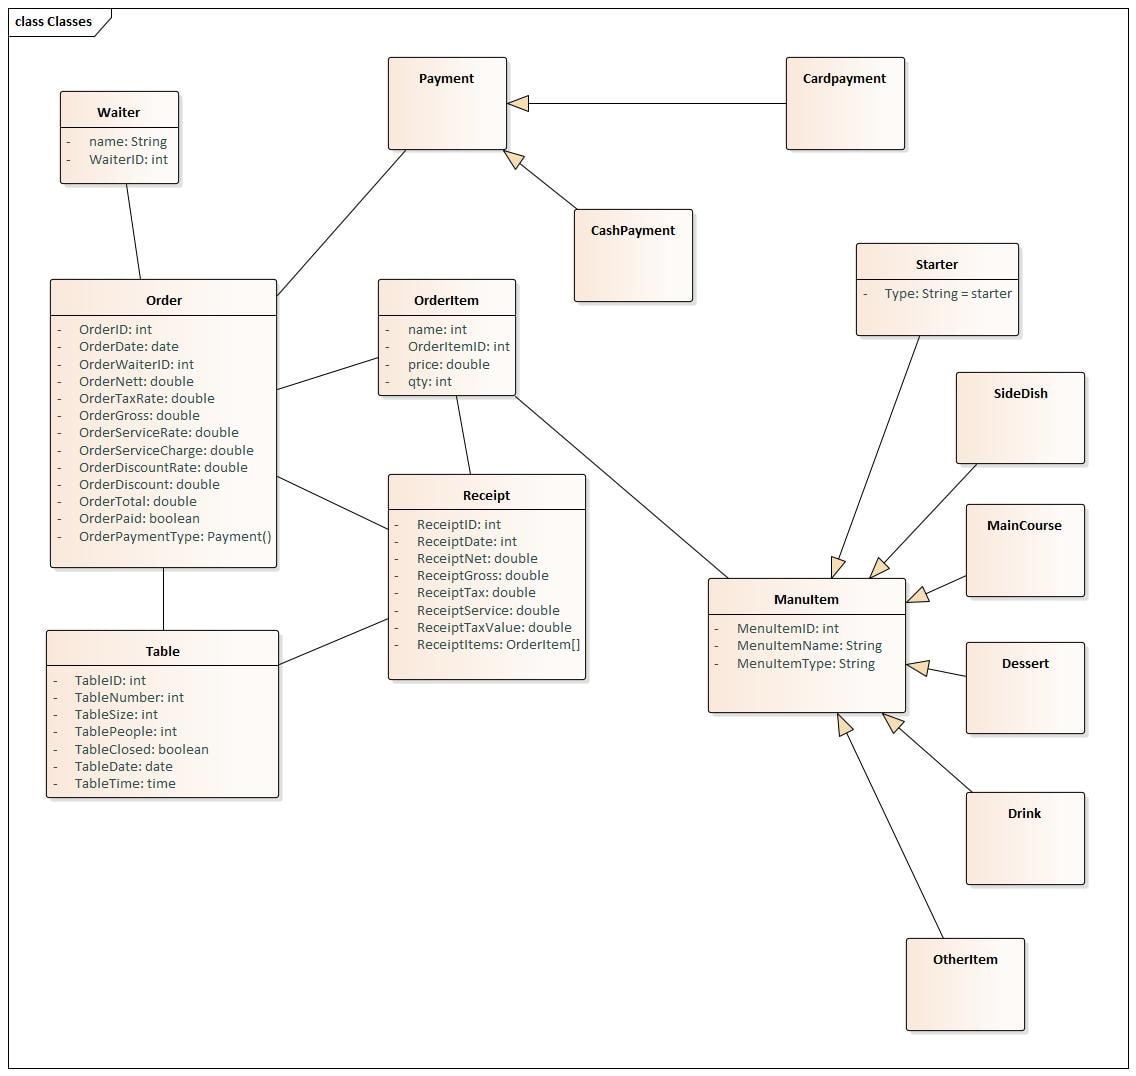 class Classes
Waiter
- name: String
- WaiterID: int
Payment
Cardpayment
CashPayment
Order
- OrderID: int
- OrderDate: date
- OrderWaiterID: int
- OrderNett: double
- OrderTaxRate: double
- OrderGross: double
- OrderServiceRate: double
- OrderServiceCharge: double
- OrderDiscountRate: double
- OrderDiscount: double
- OrderTotal: double
- OrderPaid: boolean
- OrderPaymentType: Payment()
OrderItem
- name: int
- OrderItemID: int
- price: double
- qty: int
Receipt
- ReceiptID: int
- ReceiptDate: int
- ReceiptNet: double
- ReceiptGross: double
- ReceiptTax: double
- ReceiptService: double
- ReceiptTaxValue: double
- ReceiptItems: OrderItem[]
Table
- TableID: int
- TableNumber: int
- TableSize: int
- TablePeople: int
- TableClosed: boolean
- TableDate: date
- TableTime: time
Starter
- Type: String = starter
SideDish
MainCourse
ManuItem
- MenuItemID: int
- MenuItemName: String
- MenuItemType: String
Dessert
Drink
OtherItem